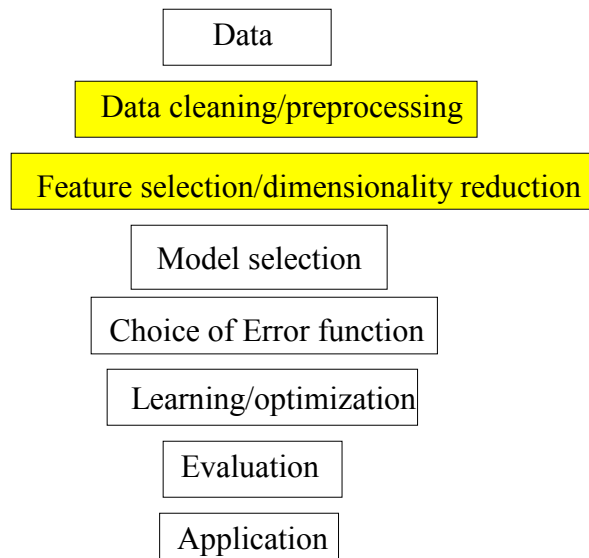 Data
Data cleaning/preprocessing
Feature selection/dimensionality reduction
Model selection
Choice of Error function
Learning/optimization
Evaluation
Application